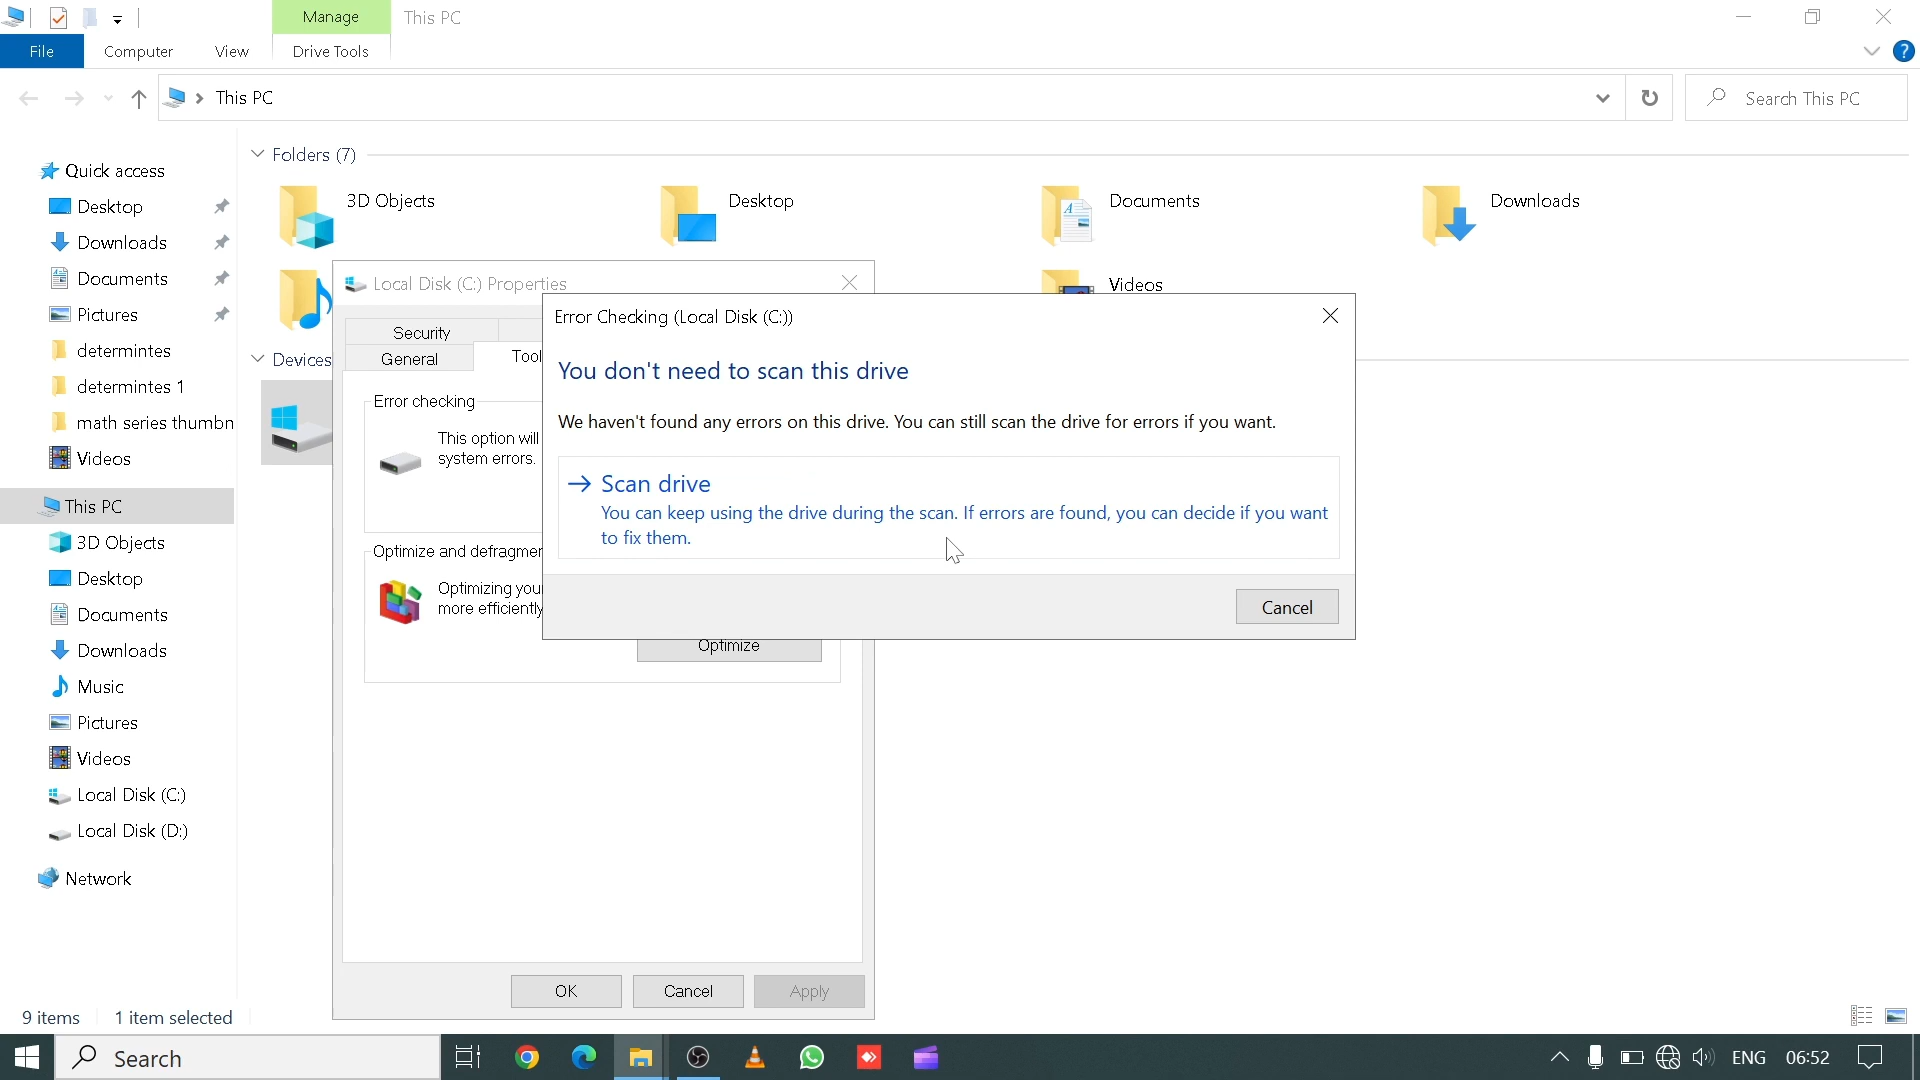 Manage
This PC
File
Computer
View
Drive Tools
?
This PC
Search This PC
Quick access
Desktop
Downloads
Documents
Pictures
determintes
determintes 1
math series thumbn
Videos
This PC
3D Objects
Desktop
Documents
Downloads
Music
Pictures
Videos
Local Disk (C:)
Local Disk (D:)
Network
Folders (7)
3D Objects
Desktop
Documents
Downloads
Videos
Devices
Local Disk (C:) Properties
Security
General
Tool
Error checking
This option will
system errors.
Optimize and defragmen
Optimizing you
more efficiently
Optimize
OK
Cancel
Apply
Error Checking (Local Disk (C:))
You don't need to scan this drive
We haven't found any errors on this drive. You can still scan the drive for errors if you want.
Scan drive
You can keep using the drive during the scan. If errors are found, you can decide if you want
to fix them.
Cancel
9 items
1 item selected
Search
ENG
06:52